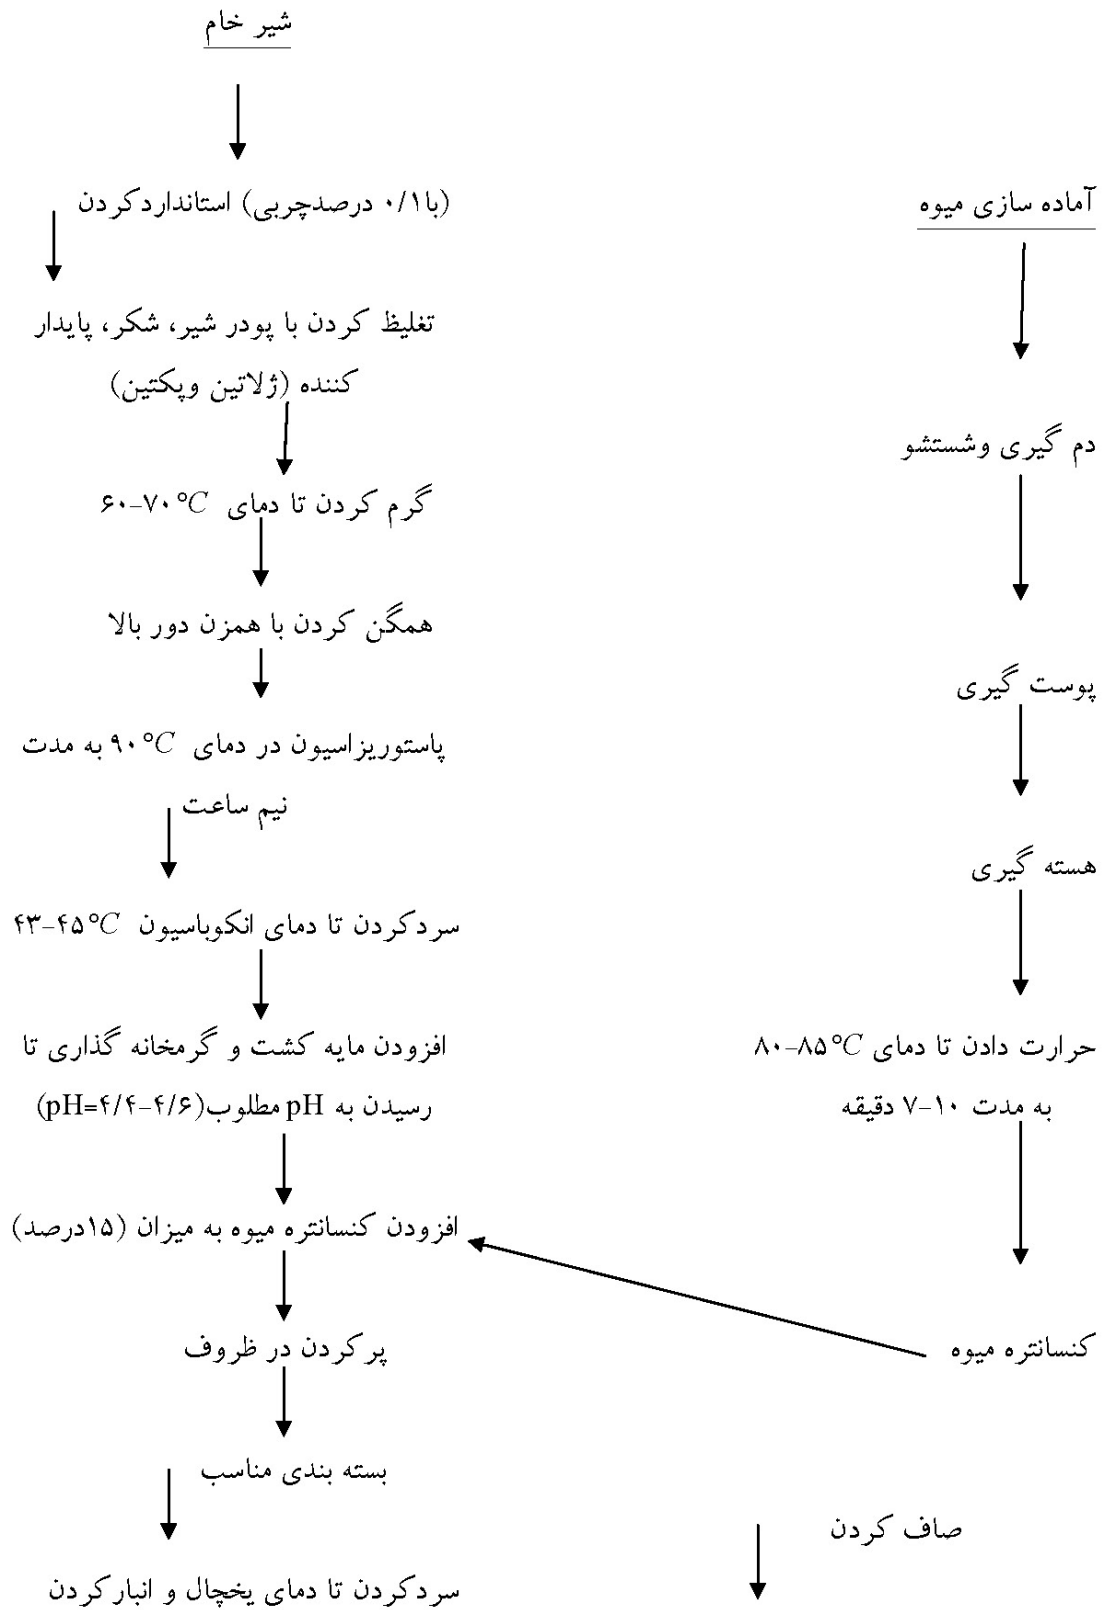 شیر خام
(با ۰/۱ درصدچربی) استانداردکردن
تغلیظ کردن با پودر شیر، شکر، پایدار
کننده (ژلاتین وپکتین)
گرم کردن تا دمای ۶۰-۷۰°C
همگن کردن با همزن دور بالا
پاستوریزاسیون در دمای ۹۰°C به مدت
نیم ساعت
سردکردن تا دمای انکوباسیون ۴۳-۴۵°C
افزودن مایه کشت و گرمخانه گذاری تا
رسیدن به pH مطلوب(pH=۴/۴-۴/۶)
افزودن کنسانتره میوه به میزان (۱۵درصد)
پرکردن در ظروف
بسته بندی مناسب
سردکردن تا دمای یخچال و انبارکردن
آماده سازی میوه
دم گیری وشستشو
پوست گیری
هسته گیری
حرارت دادن تا دمای ۸۰-۸۵°C
به مدت ۷-۱۰ دقیقه
کنسانتره میوه
صاف کردن